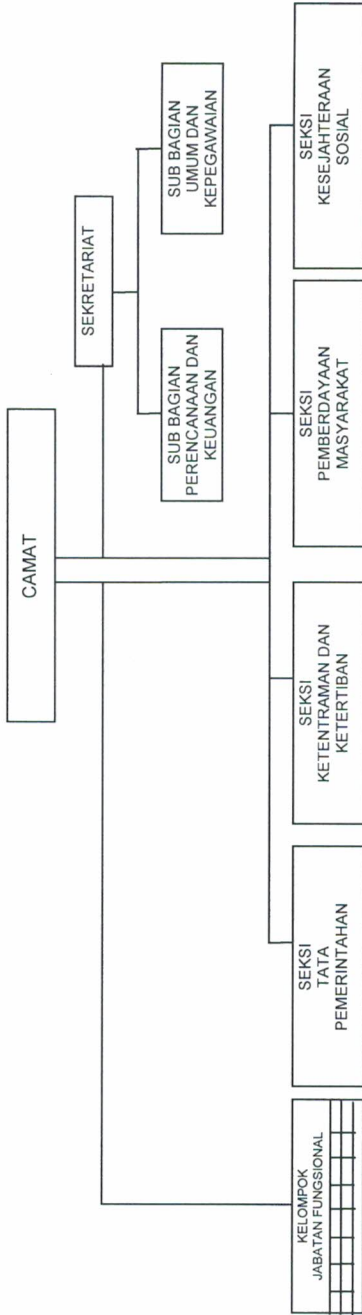 CAMAT
SEKRETARIAT
SUB BAGIAN
PERENCANAAN DAN
KEUANGAN
SUB BAGIAN
UMUM DAN
KEPEGAWAIAN
KELOMPOK
JABATAN FUNGSIONAL
SEKSI
TATA
PEMERINTAHAN
SEKSI
KETENTRAMAN DAN
KETERTIBAN
SEKSI
PEMBERDAYAAN
MASYARAKAT
SEKSI
KESEJAHTERAAN
SOSIAL